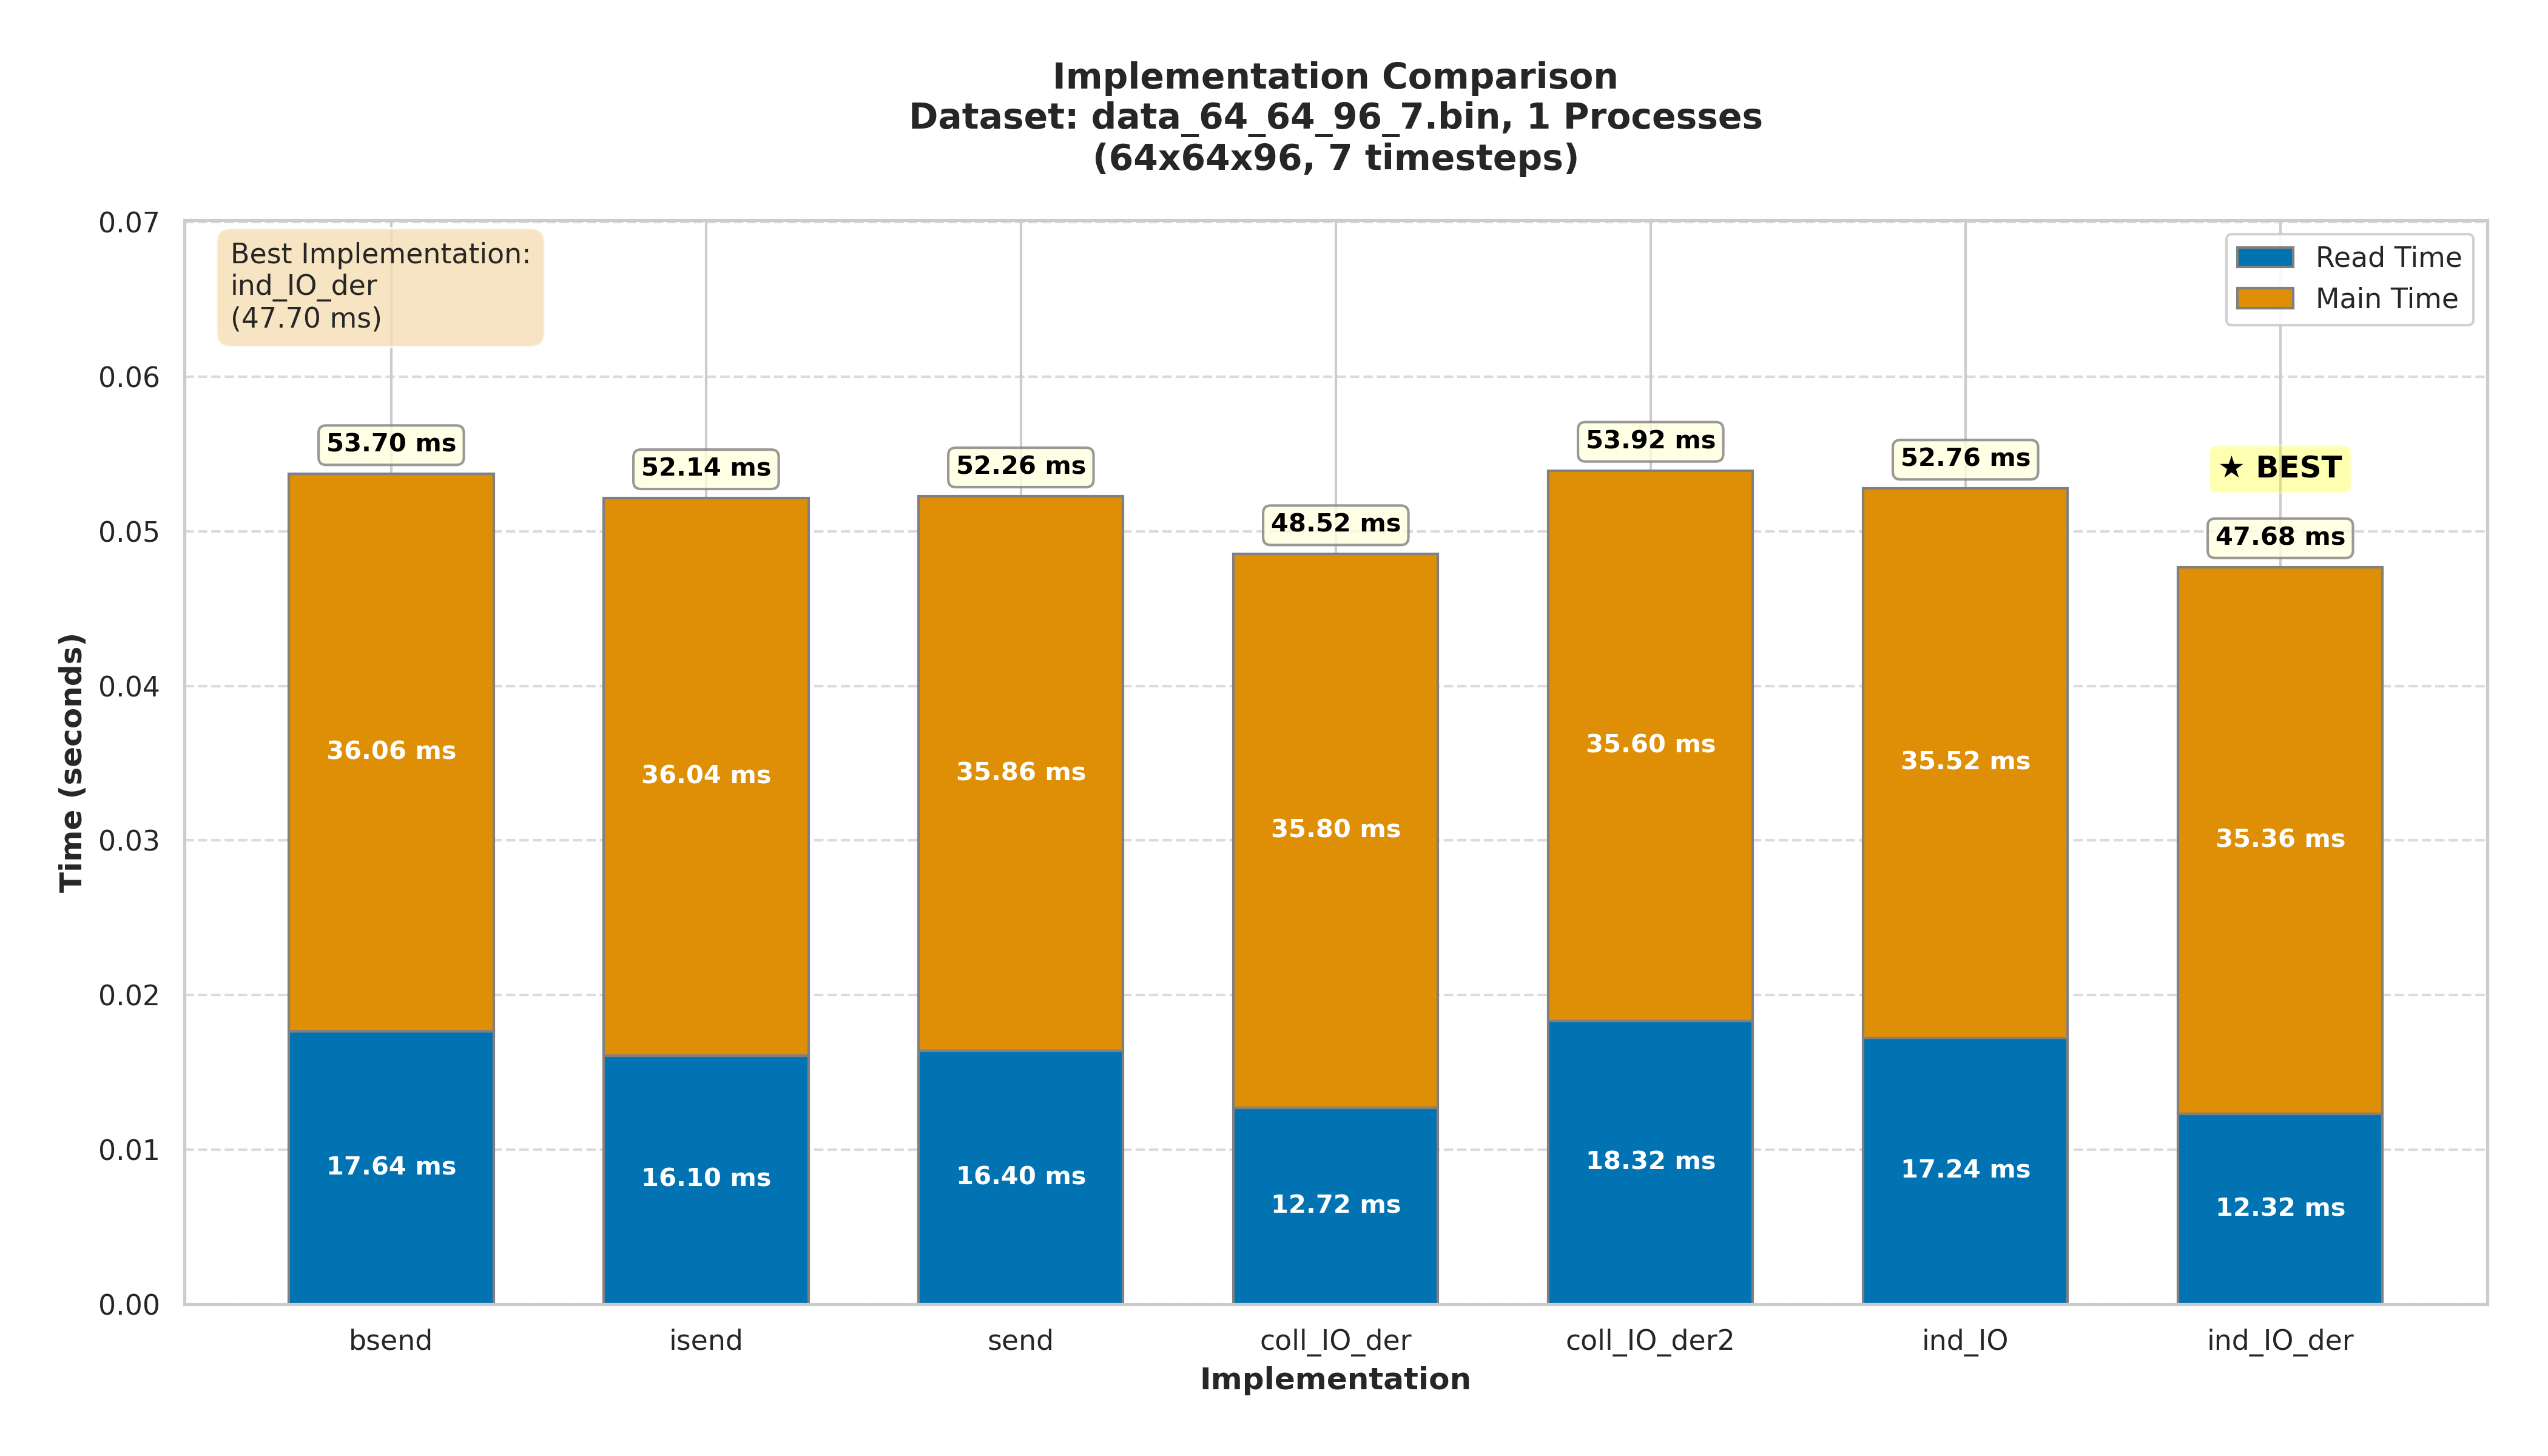 Implementation Comparison
Dataset: data_64_64_96_7.bin, 1 Processes
(64x64x96, 7 timesteps)
Time (seconds)
0.07
0.06
0.05
0.04
0.03
0.02
0.01
0.00
Best Implementation:
ind_IO_der
(47.70 ms)
Read Time
Main Time
53.70 ms
36.06 ms
17.64 ms
52.14 ms
36.04 ms
16.10 ms
52.26 ms
35.86 ms
16.40 ms
48.52 ms
35.80 ms
12.72 ms
53.92 ms
35.60 ms
18.32 ms
52.76 ms
35.52 ms
17.24 ms
★ BEST
47.68 ms
35.36 ms
12.32 ms
bsend
isend
send
coll_IO_der
coll_IO_der2
ind_IO
ind_IO_der
Implementation